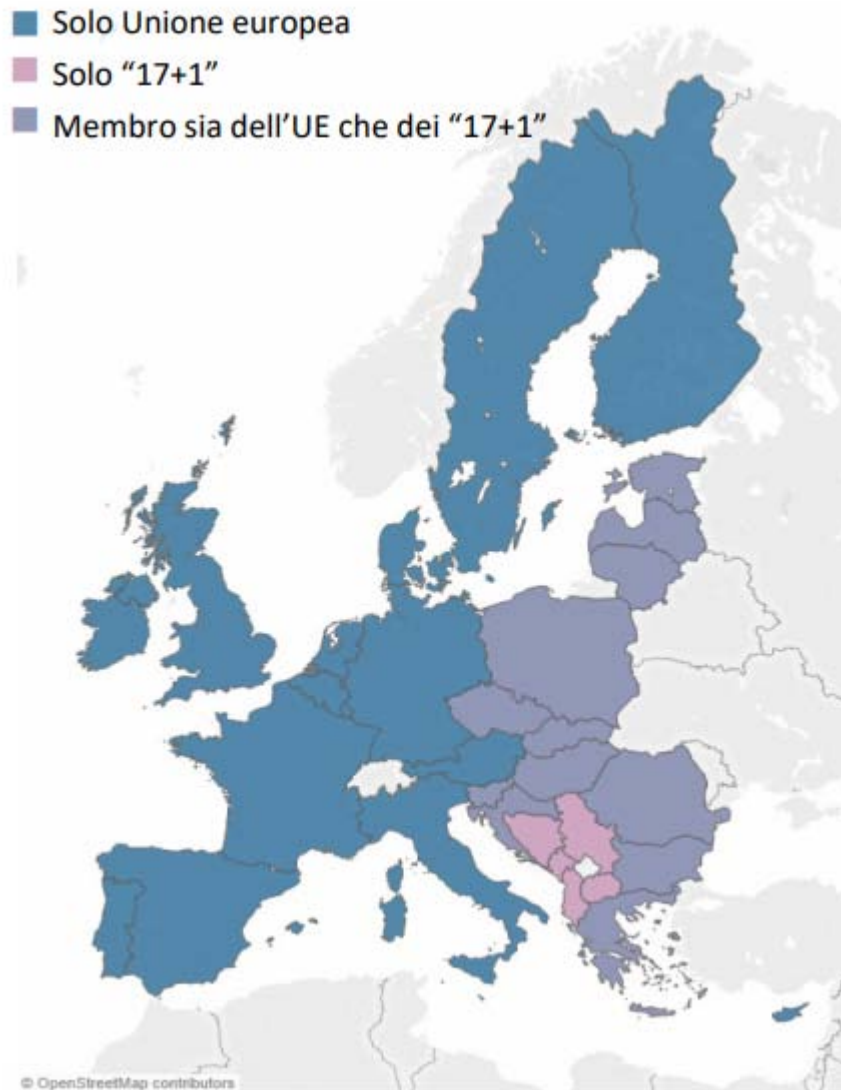 Solo Unione europea
Solo “17+1”
Membro sia dell’UE che dei “17+1”
© OpenStreetMap contributors